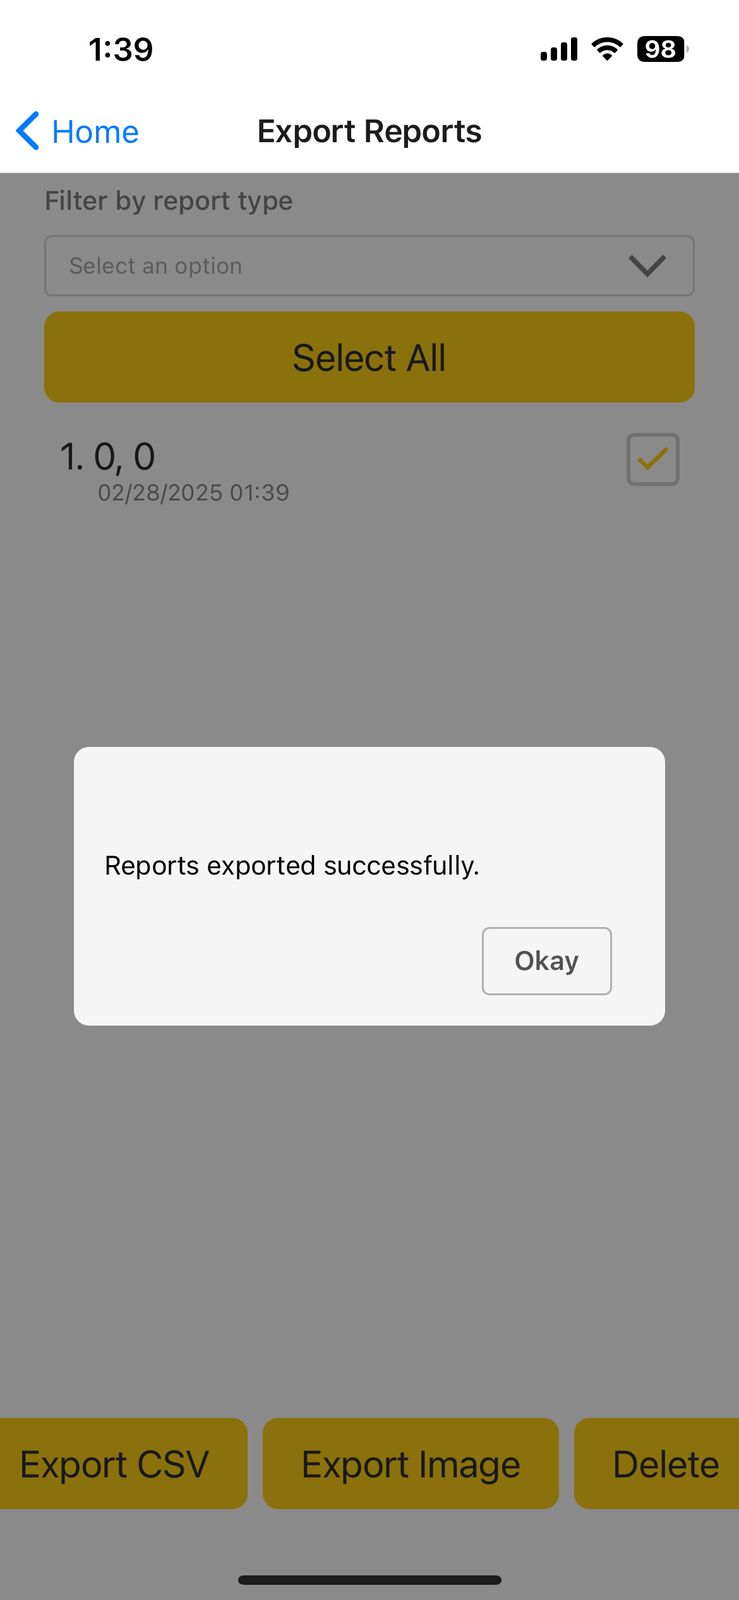 1:39
98
Home
Export Reports
Filter by report type
Select an option
Select All
1. 0, 0
02/28/2025 01:39
Reports exported successfully.
Okay
Export CSV
Export Image
Delete